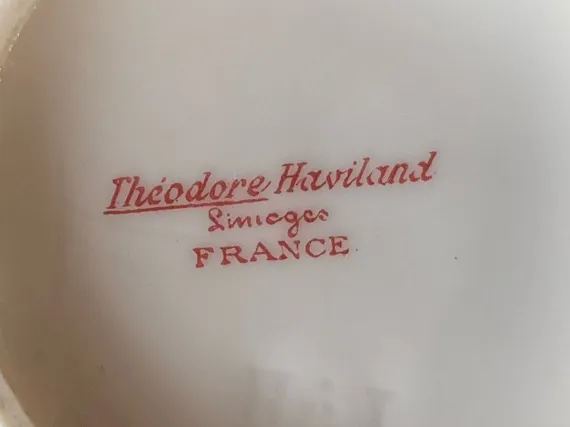 Théodore Haviland
Limoges
FRANCE